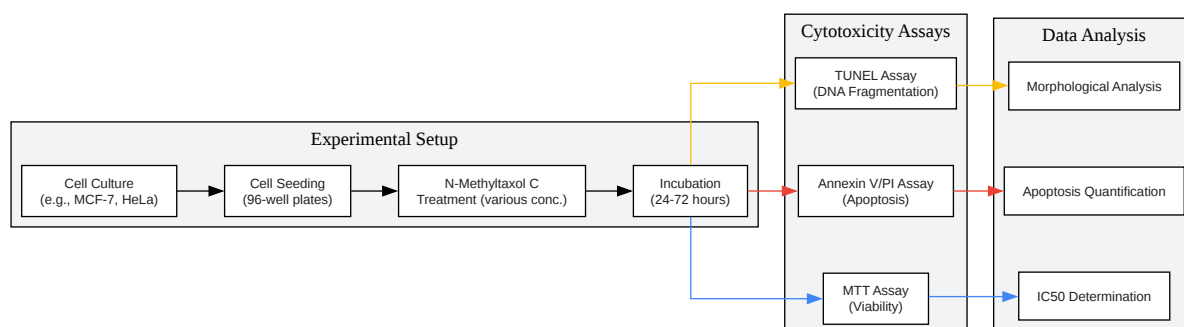 Experimental Setup
Cell Culture
(e.g., MCF-7, HeLa)
Cell Seeding
(96-well plates)
N-Methyltaxol C
Treatment (various conc.)
Incubation
(24-72 hours)
Cytotoxicity Assays
TUNEL Assay
(DNA Fragmentation)
Annexin V/PI Assay
(Apoptosis)
MTT Assay
(Viability)
Data Analysis
Morphological Analysis
Apoptosis Quantification
IC50 Determination